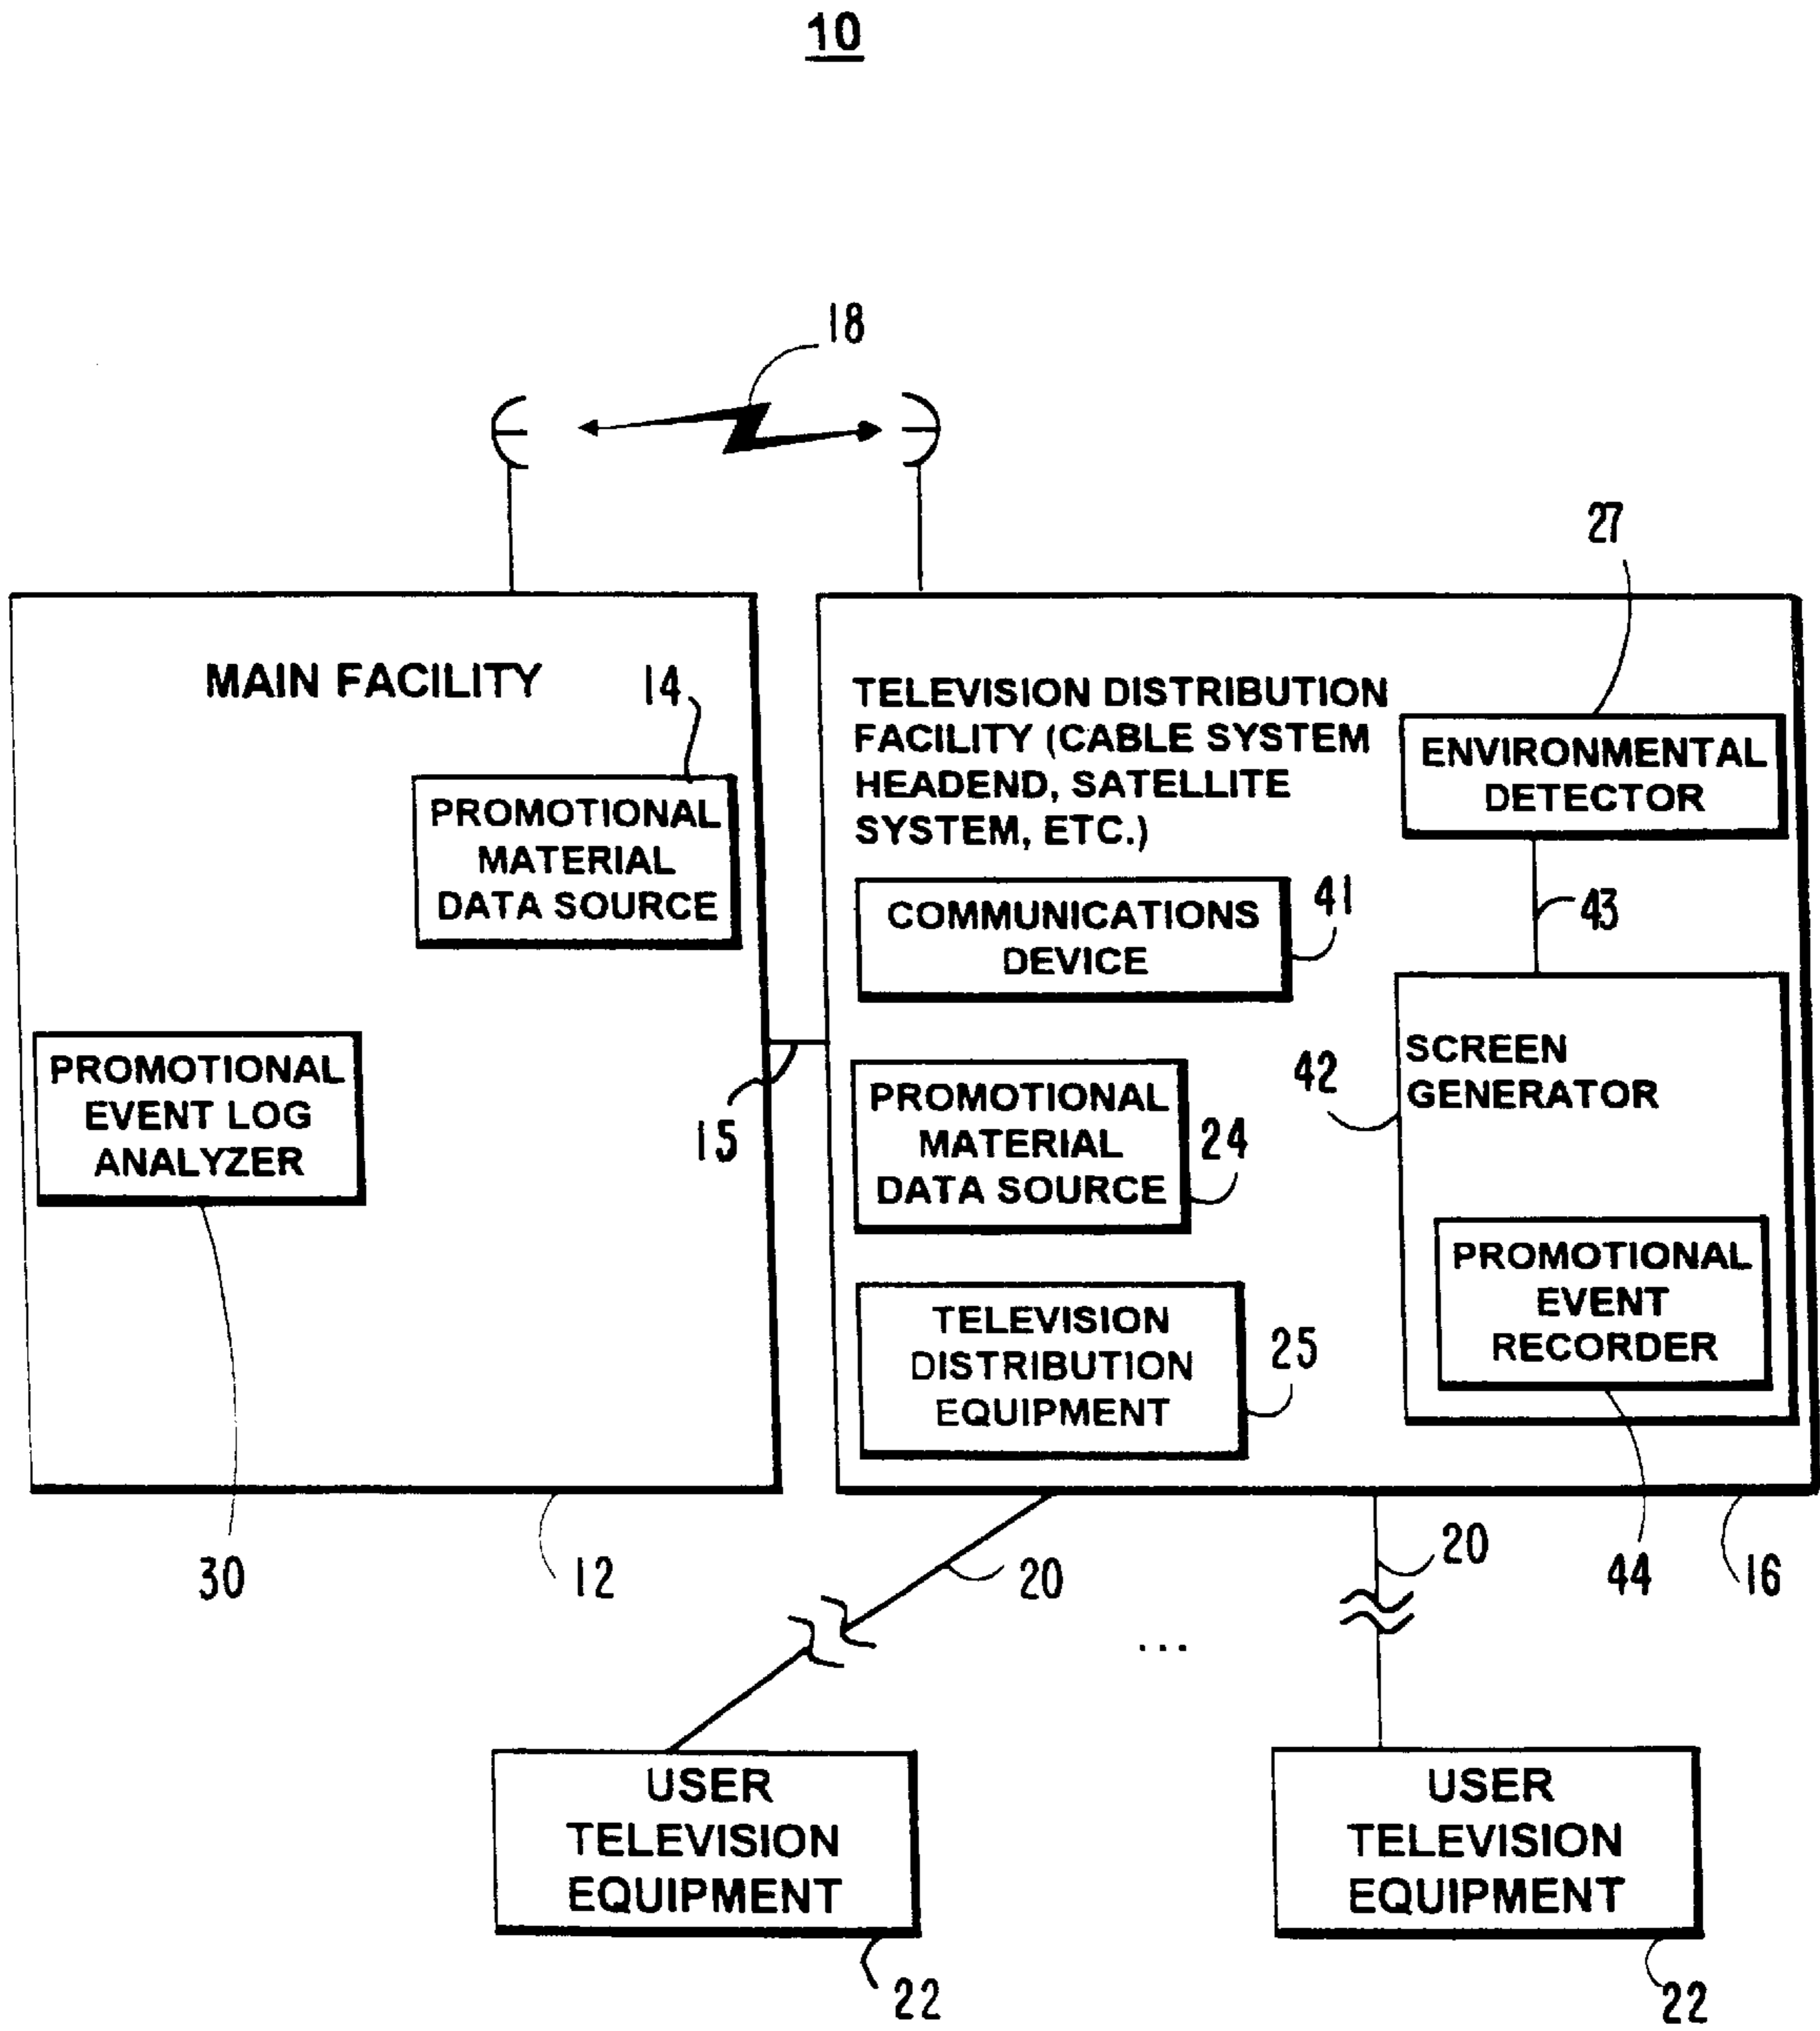 10
18
27
MAIN FACILITY
14
PROMOTIONAL
MATERIAL
DATA SOURCE
TELEVISION DISTRIBUTION
FACILITY (CABLE SYSTEM
HEADEND, SATELLITE
SYSTEM, ETC.)
ENVIRONMENTAL
DETECTOR
COMMUNICATIONS
DEVICE
41
43
PROMOTIONAL
EVENT LOG
ANALYZER
15
PROMOTIONAL
MATERIAL
DATA SOURCE
24
42
SCREEN
GENERATOR
PROMOTIONAL
EVENT
RECORDER
TELEVISION
DISTRIBUTION
EQUIPMENT
25
30
12
20
20
44
16
...
USER
TELEVISION
EQUIPMENT
22
USER
TELEVISION
EQUIPMENT
22